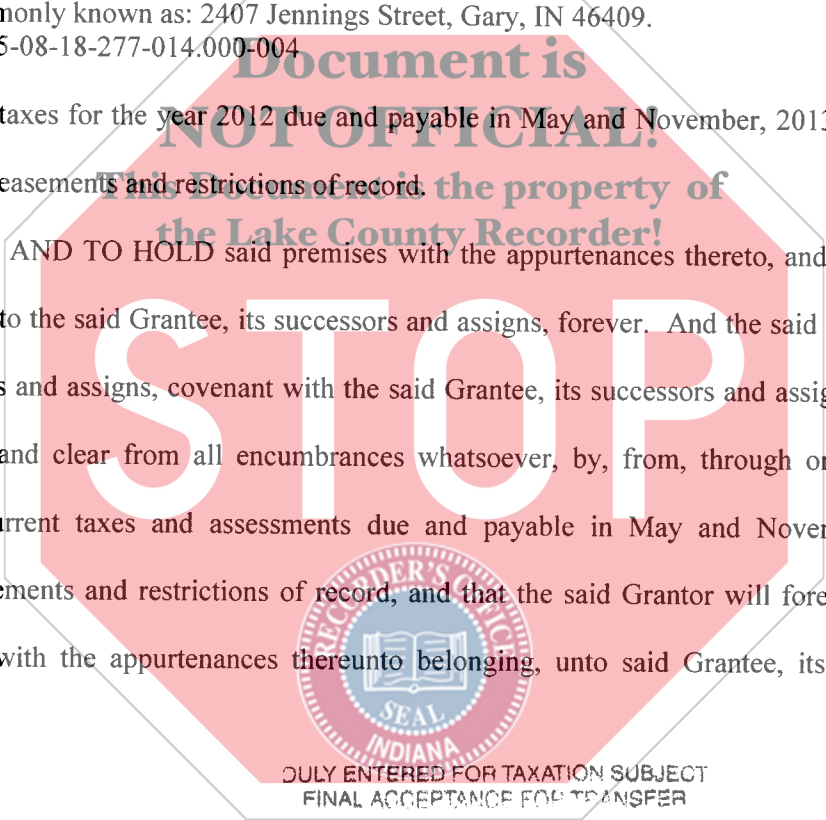 monly known as: 2407 Jennings Street, Gary, IN 46409.
5-08-18-277-014.000-004
Document is
taxes for the year 2012 due and payable in May and November, 2013
NOT OFFICIAL!
easements and restrictions of record.
This Document is the property of
the Lake County Recorder!
AND TO HOLD said premises with the appurtenances thereto, and
to the said Grantee, its successors and assigns, forever. And the said
s and assigns, covenant with the said Grantee, its successors and assig
STOP
and clear from all encumbrances whatsoever, by, from, through or
urrent taxes and assessments due and payable in May and Nover
ements and restrictions of record, and that the said Grantor will fore
with the appurtenances thereunto belonging, unto said Grantee, its
RECORDER'S OFFICE
SEAL
INDIANA
DULY ENTERED FOR TAXATION SUBJECT
FINAL ACCEPTANCE FOR TRANSFER